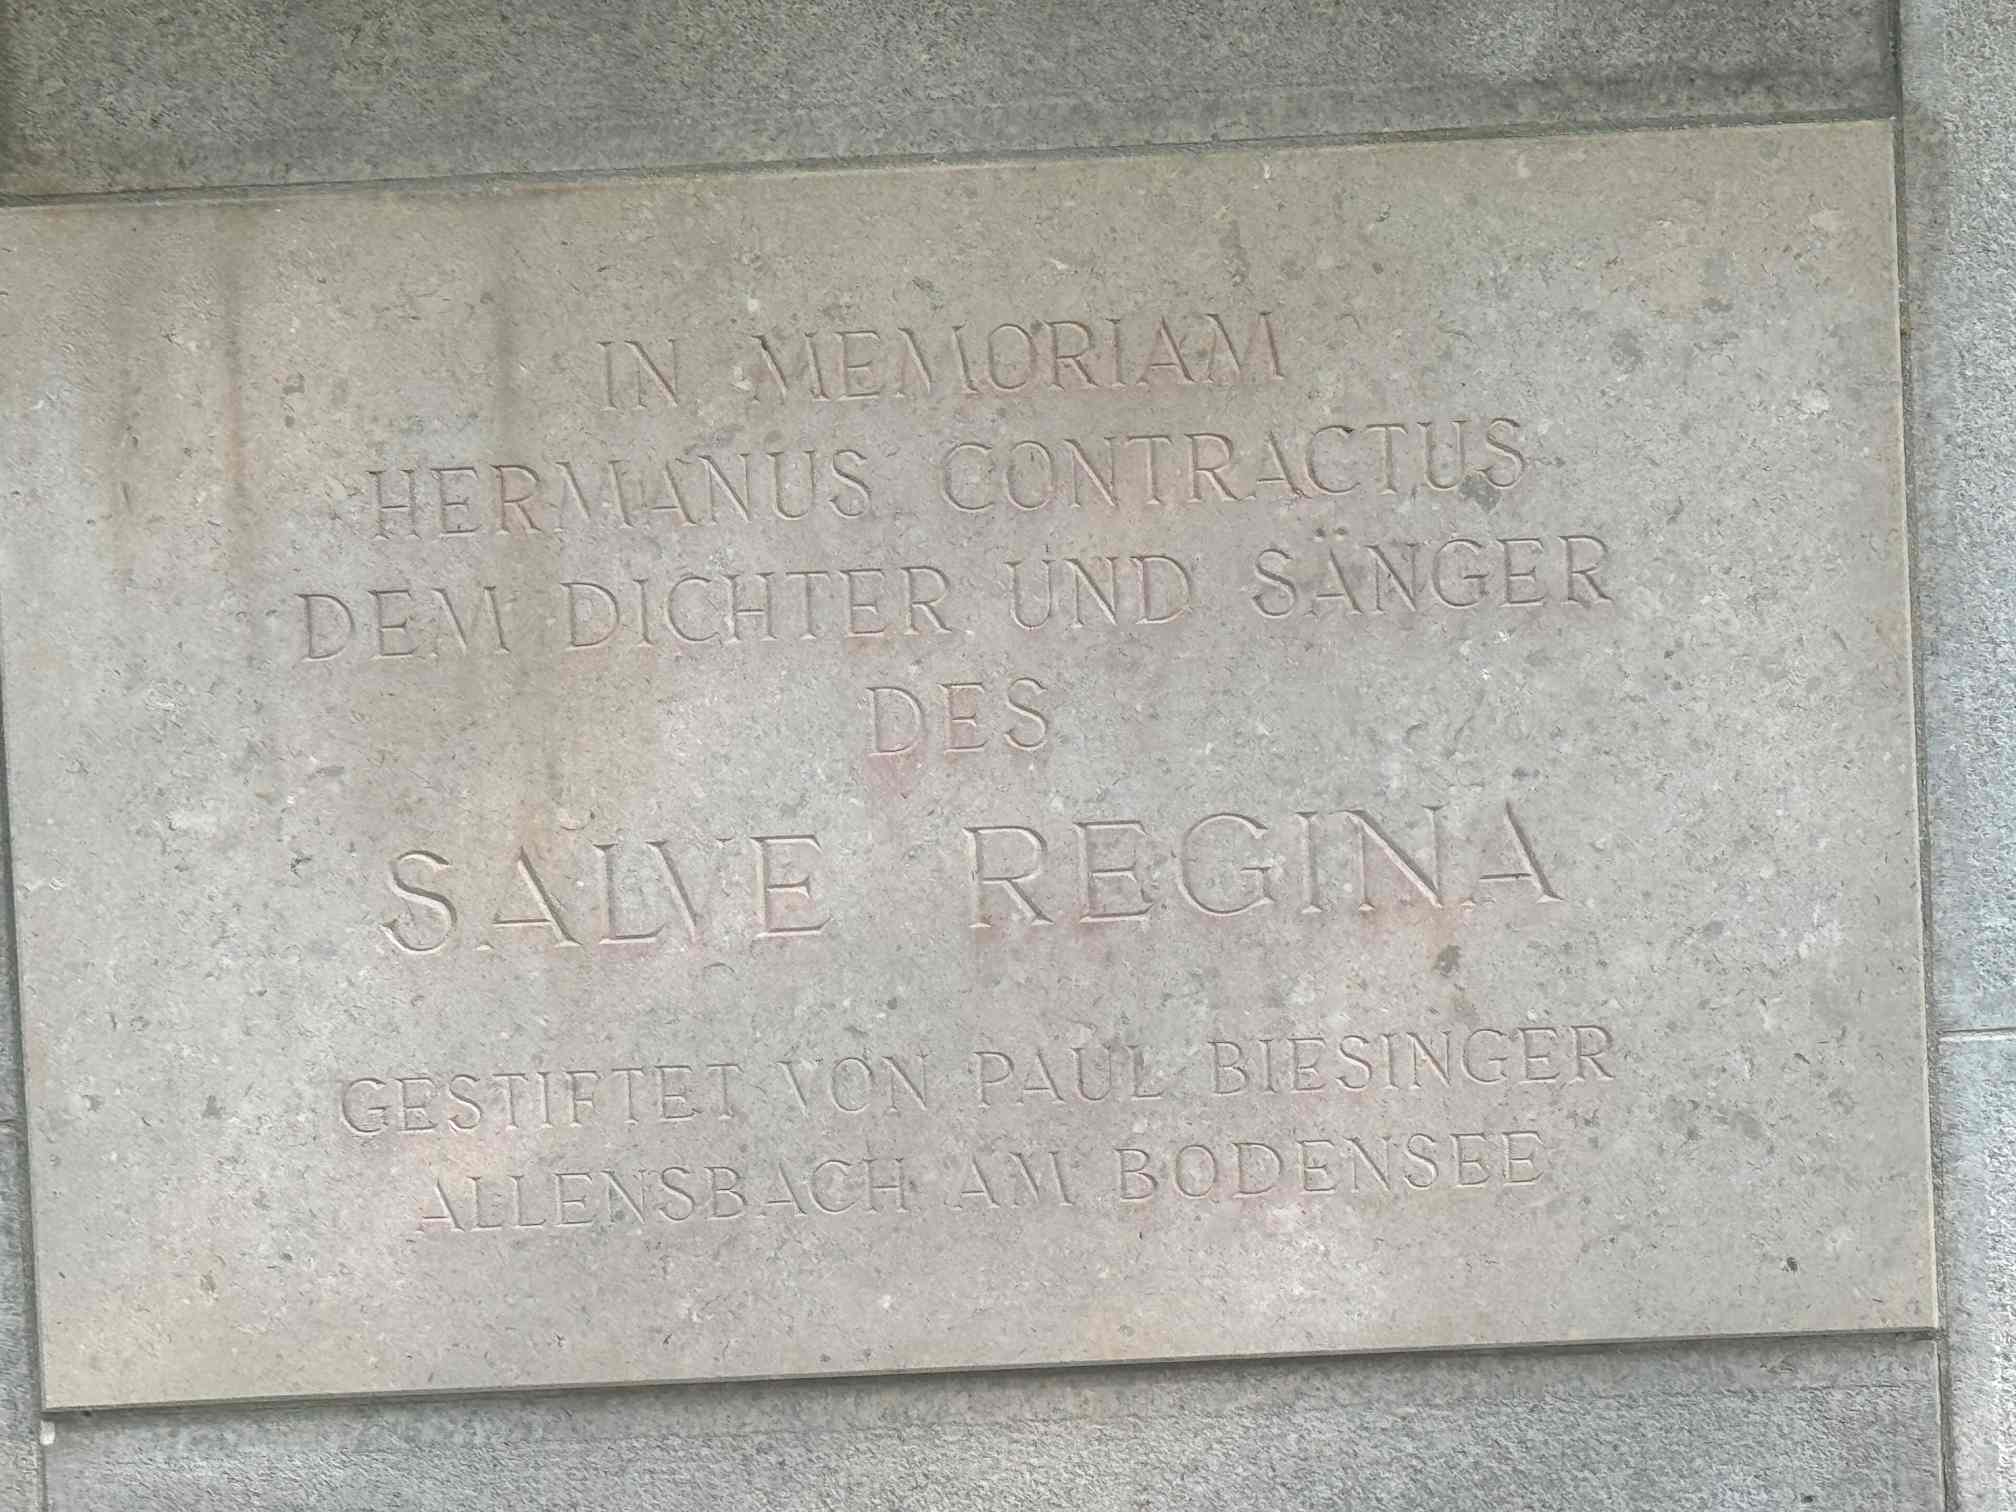 IN MEMORIAM
HERMANUS CONTRACTUS
DEM DICHTER UND SÄNGER
DES
SALVE REGINA
GESTIFTET VON PAUL BIESINGER
ALLENSBACH AM BODENSEE